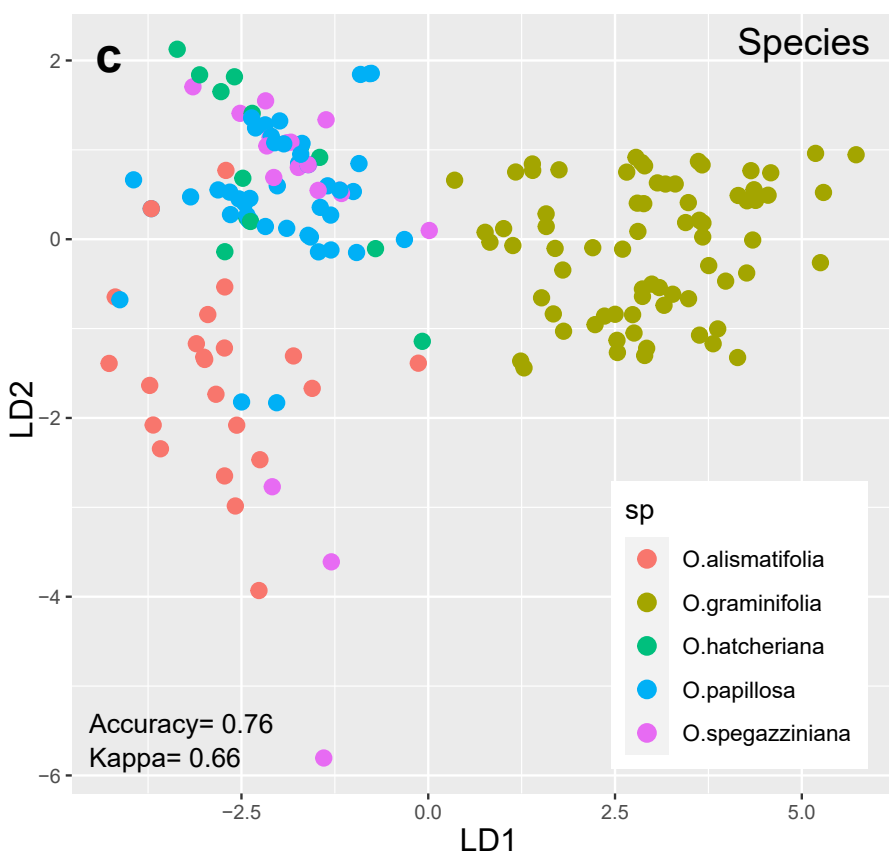 c
Species
2
0
−2
−4
−6
LD2
−2.5
0.0
2.5
5.0
LD1
Accuracy= 0.76
Kappa= 0.66
sp
O.alismatifolia
O.graminifolia
O.hatcheriana
O.papillosa
O.spegazziniana